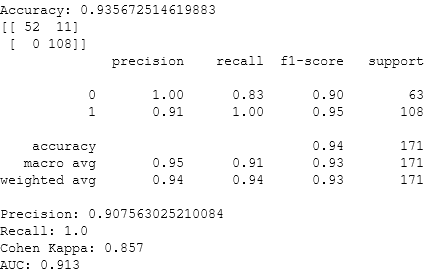 Accuracy: 0.935672514619883
[[ 52  11]
 [  0 108]]
              precision    recall  f1-score   support

           0       1.00      0.83      0.90        63
           1       0.91      1.00      0.95       108

    accuracy                           0.94       171
   macro avg       0.95      0.91      0.93       171
weighted avg       0.94      0.94      0.93       171

Precision: 0.907563025210084
Recall: 1.0
Cohen Kappa: 0.857
AUC: 0.913